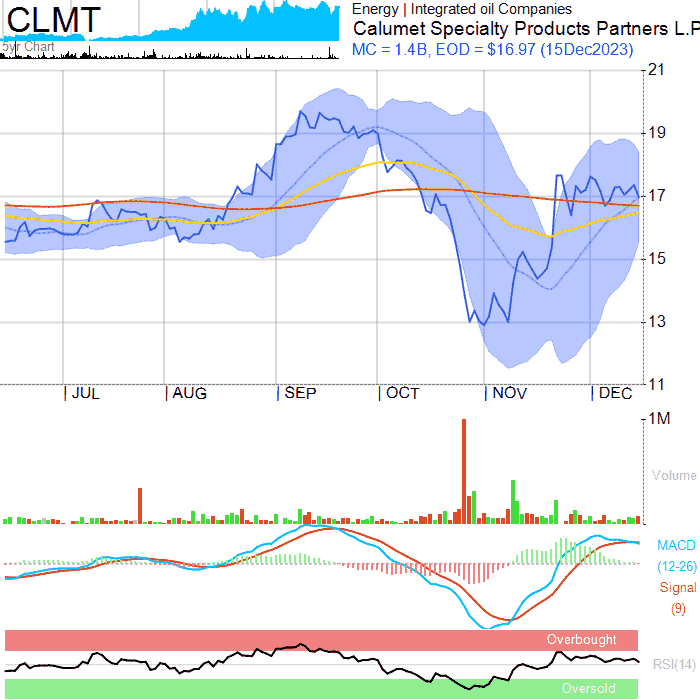 CLMT
5yr Chart
Energy | Integrated oil Companies
Calumet Specialty Products Partners L.P
MC = 1.4B, EOD = $16.97 (15Dec2023)
21
19
17
15
13
11
JUL
AUG
SEP
OCT
NOV
DEC
1M
Volume
MACD
(12-26)
Signal
(9)
Overbought
RSI(14)
Oversold